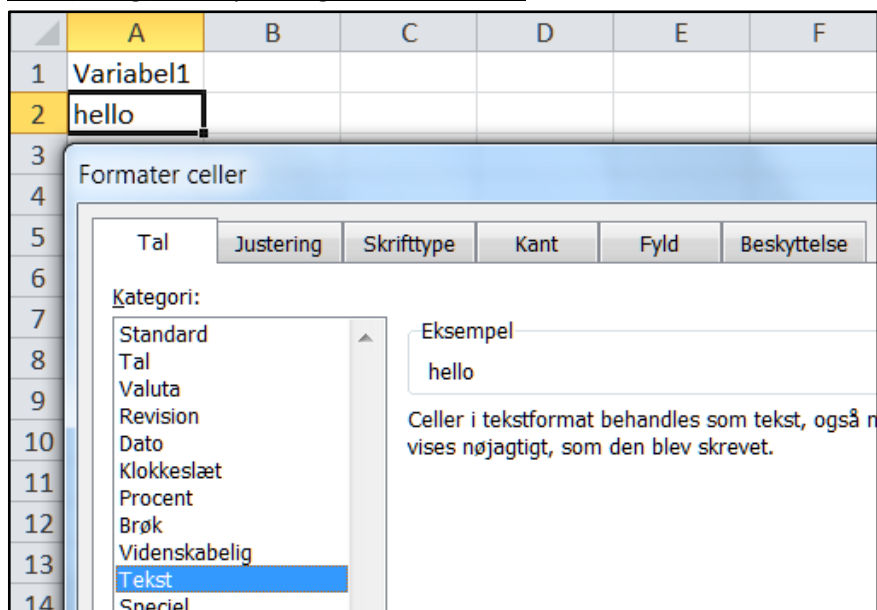 A B C D E F
1 Variabel1
2 hello
3
Formater celler
4
5 Tal Justering Skrifttype Kant Fyld Beskyttelse
6
Kategori:
7 Standard Eksempel
8 Tal hello
Valuta
9 Revision Celler i tekstformat behandles som tekst, også
10 Dato vises nøjagtigt, som den blev skrevet.
11 Klokkeslæt
Procent
12 Brøk
13 Videnskabelig
Tekst
14 Speciel